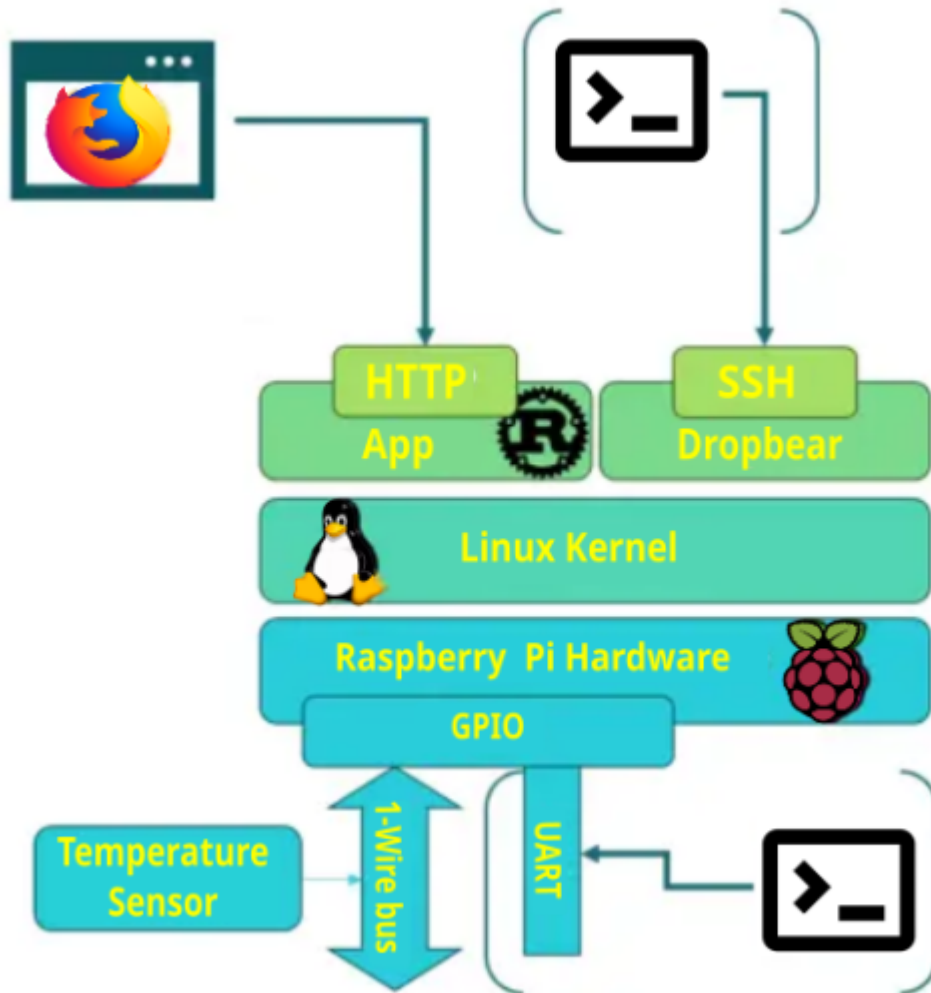 HTTP
SSH
App
Dropbear
Linux Kernel
Raspberry Pi Hardware
GPIO
1-Wire bus
UART
Temperature
Sensor